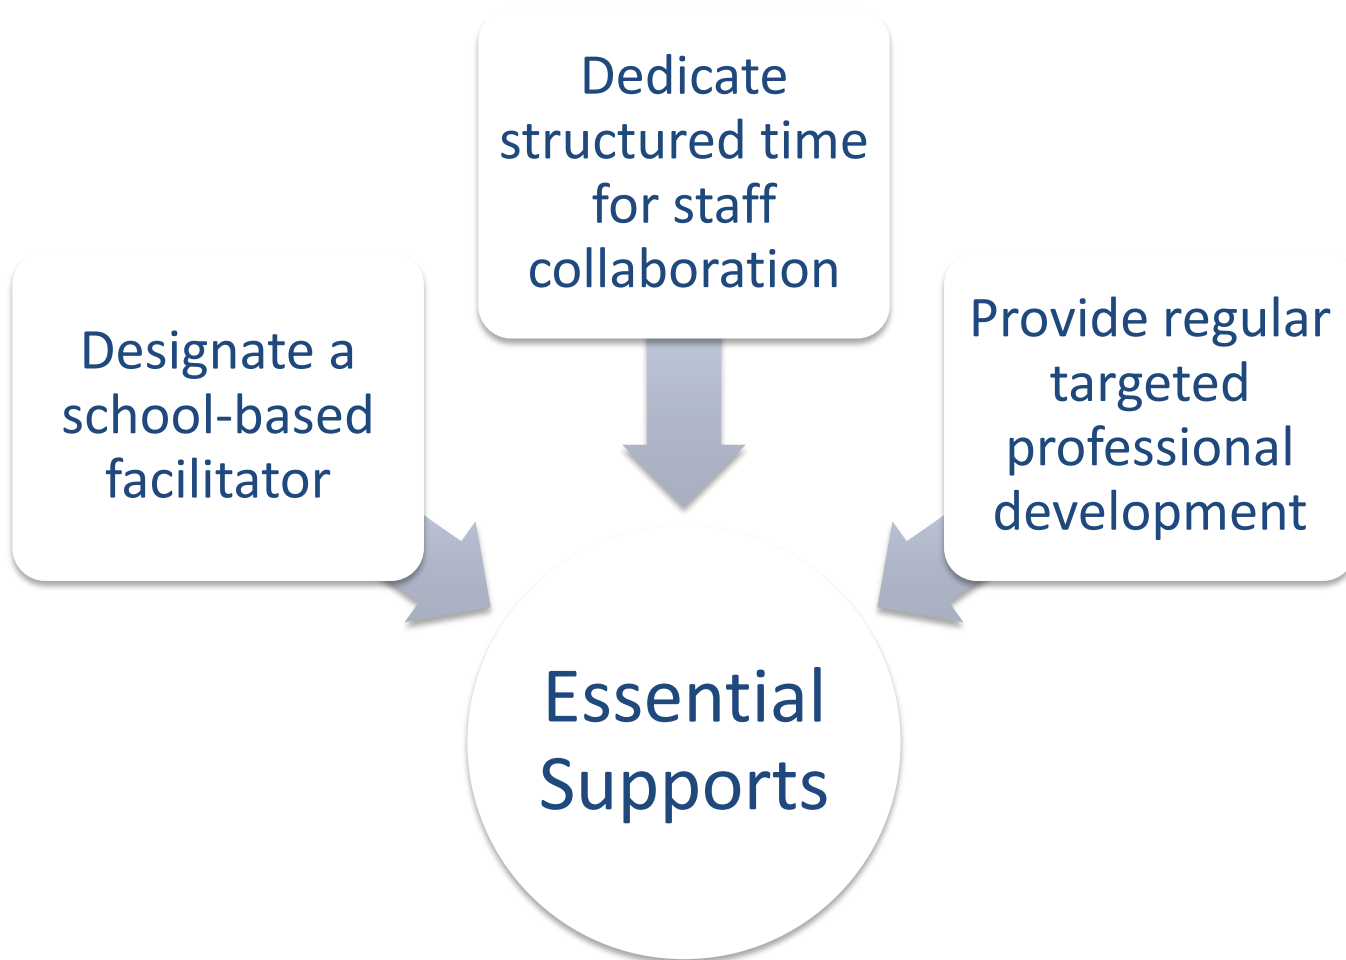 Dedicate
structured time
for staff
collaboration
Designate a
school-based
facilitator
Provide regular
targeted
professional
development
Essential
Supports